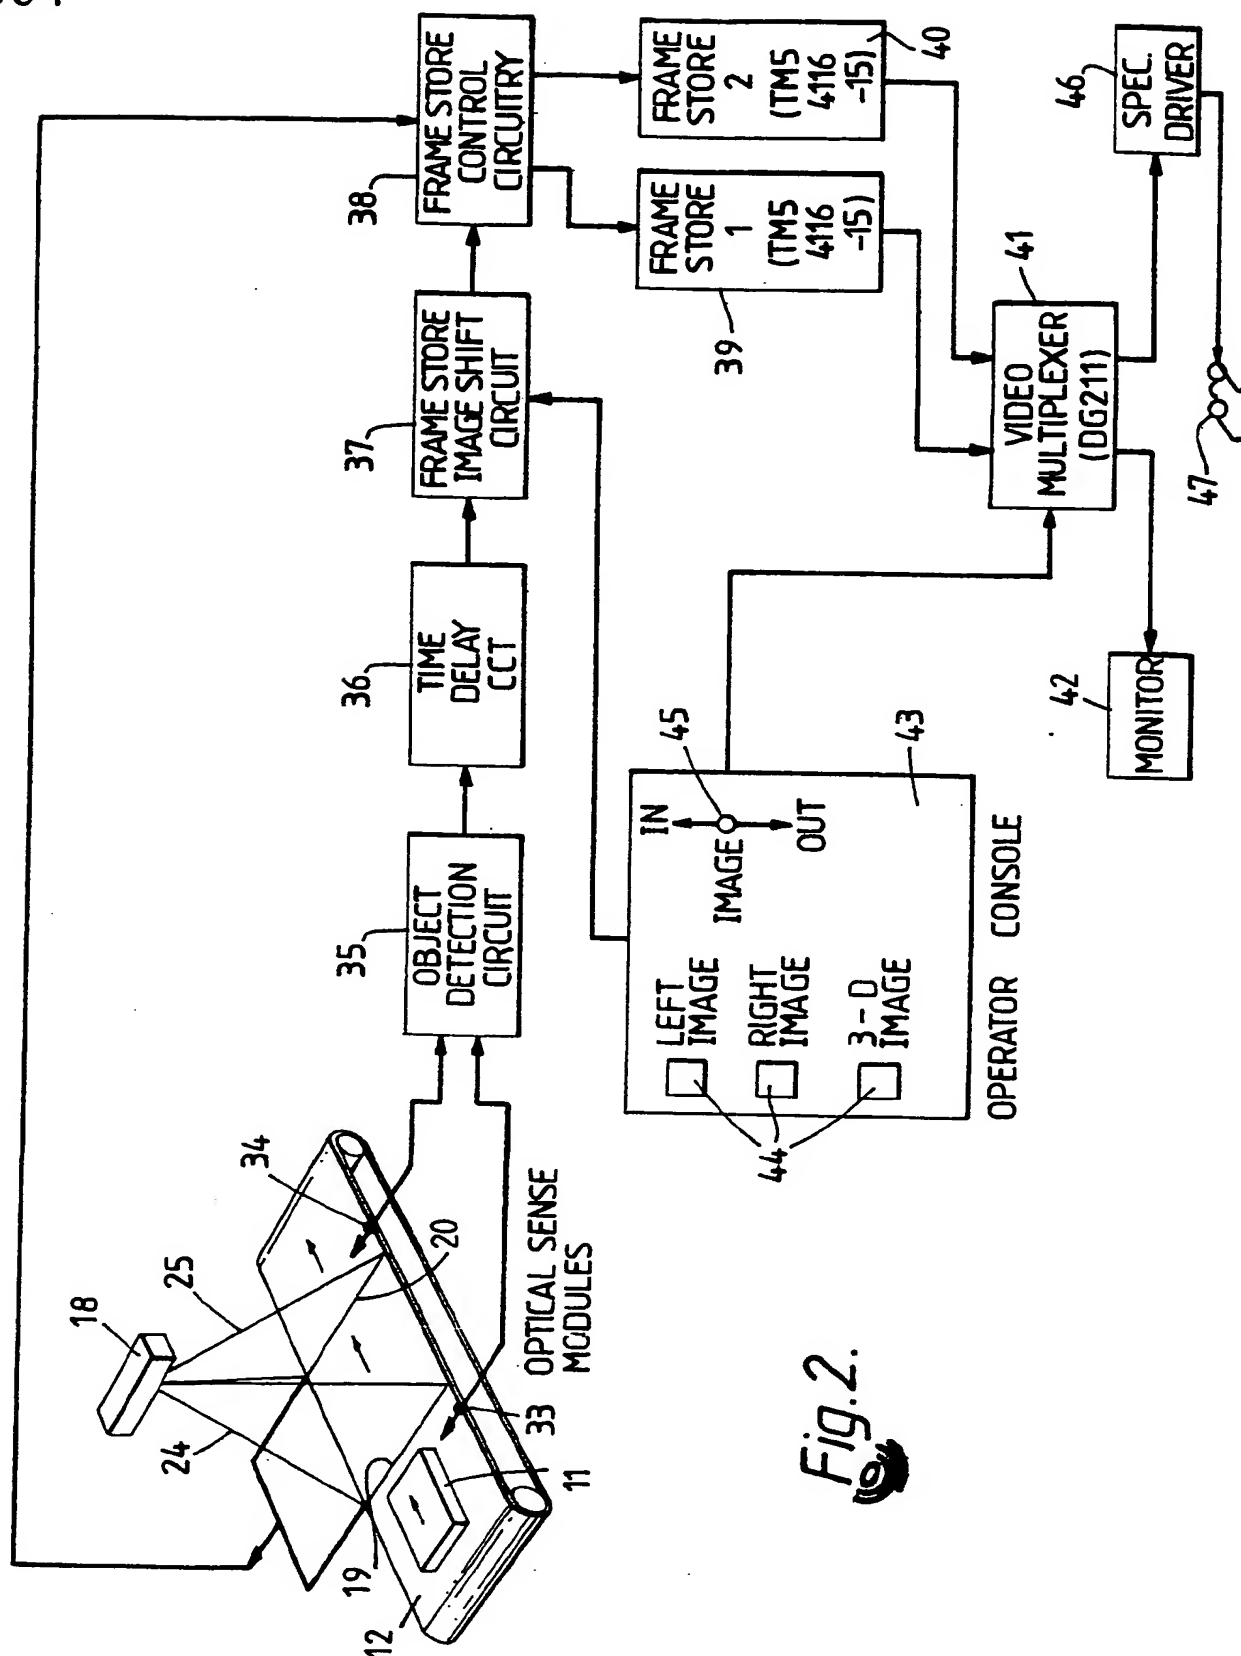 18
25
24
34
20
19
12
33
11
OPTICAL SENSE
MODULES
35
OBJECT
DETECTION
CIRCUIT
36
TIME
DELAY
CCT
37
FRAME STORE
IMAGE SHIFT
CIRCUIT
38
FRAME STORE
CONTROL
CIRCUITRY
39
FRAME
STORE
1
(TM5
4116
-15)
40
FRAME
STORE
2
(TM5
4116
-15)
41
VIDEO
MULTIPLEXER
(DG211)
42
MONITOR
46
SPEC.
DRIVER
47
43
45
IN
IMAGE
OUT
44
LEFT
IMAGE
RIGHT
IMAGE
3-D
IMAGE
OPERATOR CONSOLE
Fig.2.